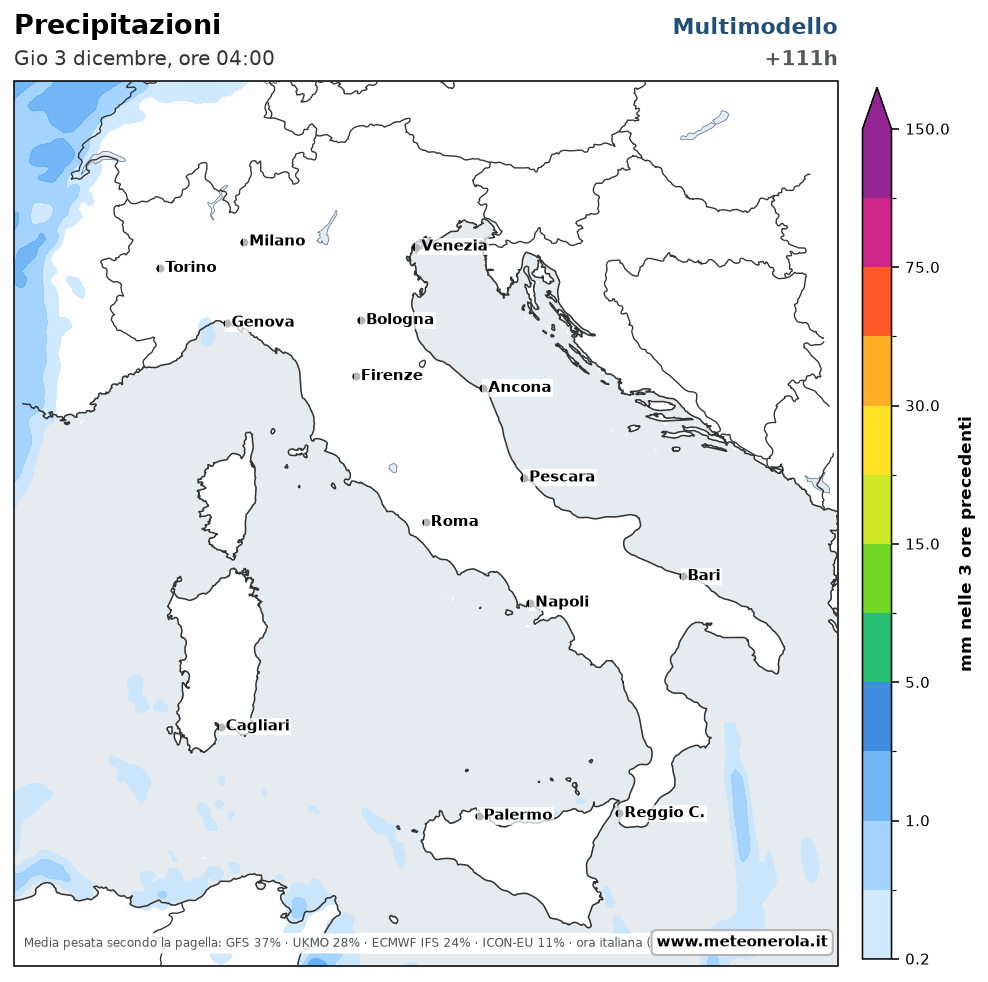 Precipitazioni
Multimodello
Gio 3 dicembre, ore 04:00
+111h
150.0
Milano
Venezia
Torino
75.0
Genova
Bologna
Firenze
Ancona
30.0
Pescara
Roma
15.0
Bari
Napoli
mm nelle 3 ore precedenti
5.0
Cagliari
Palermo
Reggio C.
1.0
Media pesata secondo la pagella: GFS 37% · UKMO 28% · ECMWF IFS 24% · ICON-EU 11% · ora italiana (
www.meteonerola.it
0.2